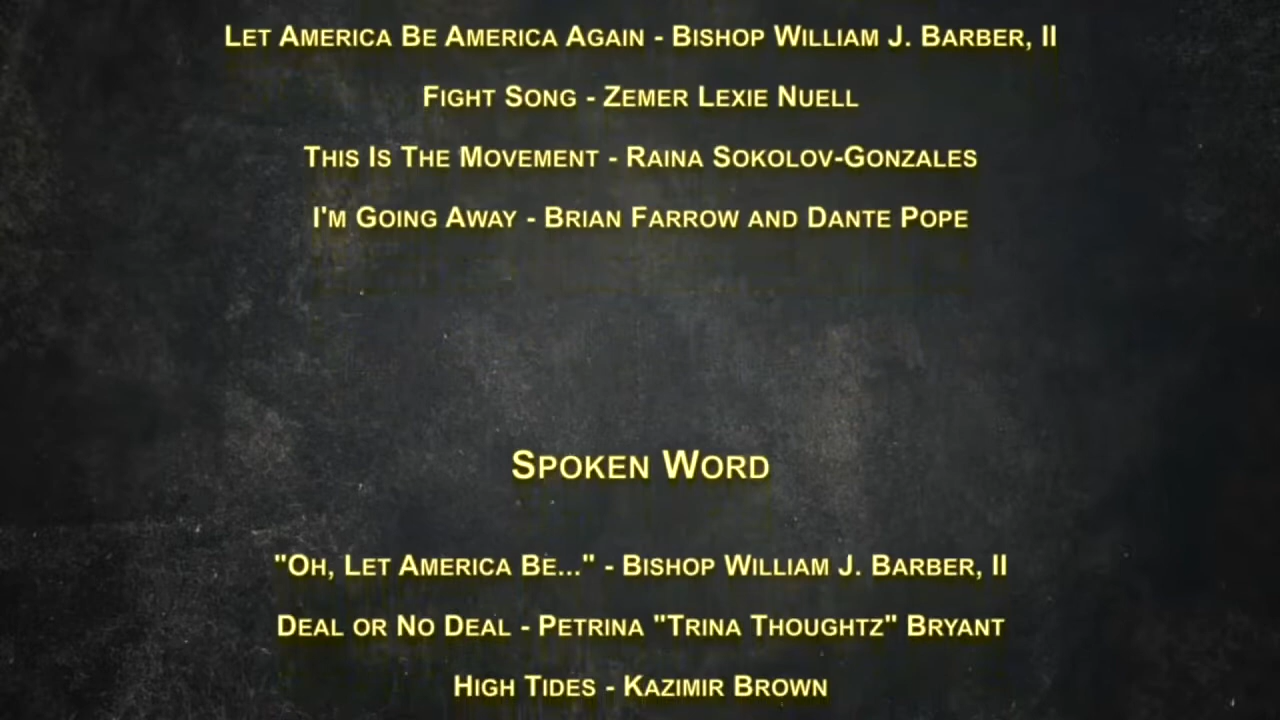 Let America Be America Again - Bishop William J. Barber, II
Fight Song - Zemer Lexie Nuell
This Is The Movement - Raina Sokolov-Gonzales
I'm Going Away - Brian Farrow and Dante Pope
Spoken Word
"Oh, Let America Be..." - Bishop William J. Barber, II
Deal or No Deal - Petrina "Trina Thoughtz" Bryant
High Tides - Kazimir Brown